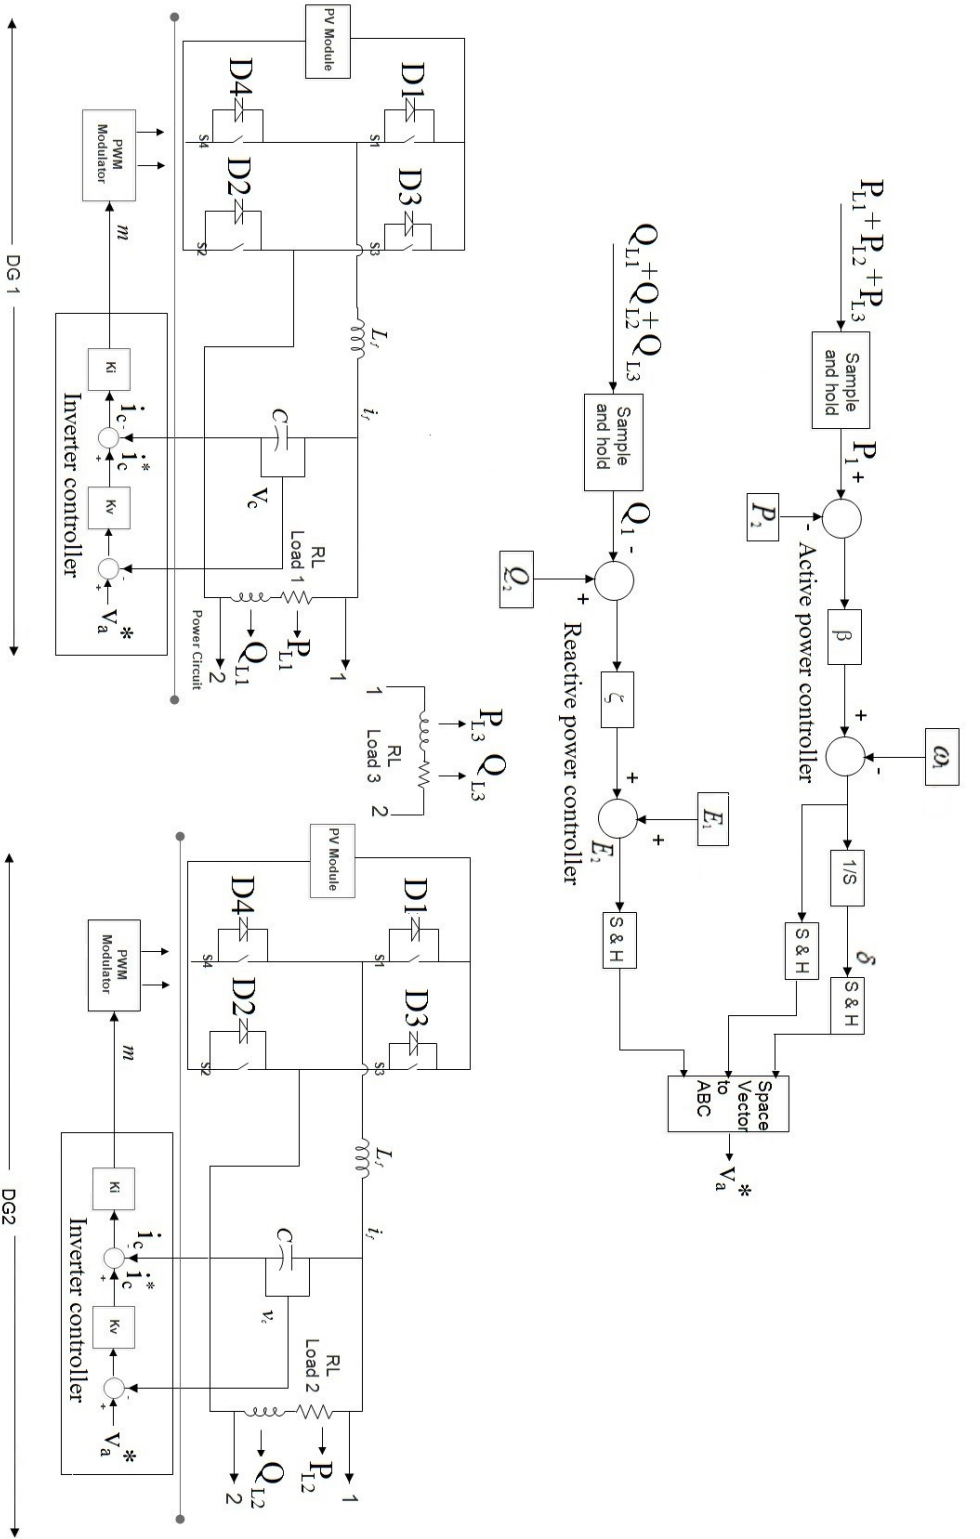 P_L1+P_L2+P_L3
Sample
and hold
P_1 +
-
P_2
Active power controller
β
+
-
ω_1
1/S
δ
S & H
S & H
Q_L1+Q_L2+Q_L3
Sample
and hold
Q_1 -
+
Q_2
Reactive power controller
ζ
+
+
E_1
E_2
S & H
Space
Vector
to
ABC
v_a*
PV Module
D1
D3
D4
D2
S1
S3
S4
S2
L_f
i_f
C
V_c
RL
Load 1
P_L1
Q_L1
1
2
Power Circuit
PWM
Modulator
m
Ki
i_c -
+ i_c*
Kv
-
+
v_a*
Inverter controller
DG 1
P_L3 Q_L3
1
RL
Load 3
2
PV Module
D1
D3
D4
D2
S1
S3
S4
S2
L_f
i_f
C
v_c
RL
Load 2
P_L2
Q_L2
1
2
PWM
Modulator
m
Ki
i_c -
+ i_c*
Kv
-
+
v_a*
Inverter controller
DG2